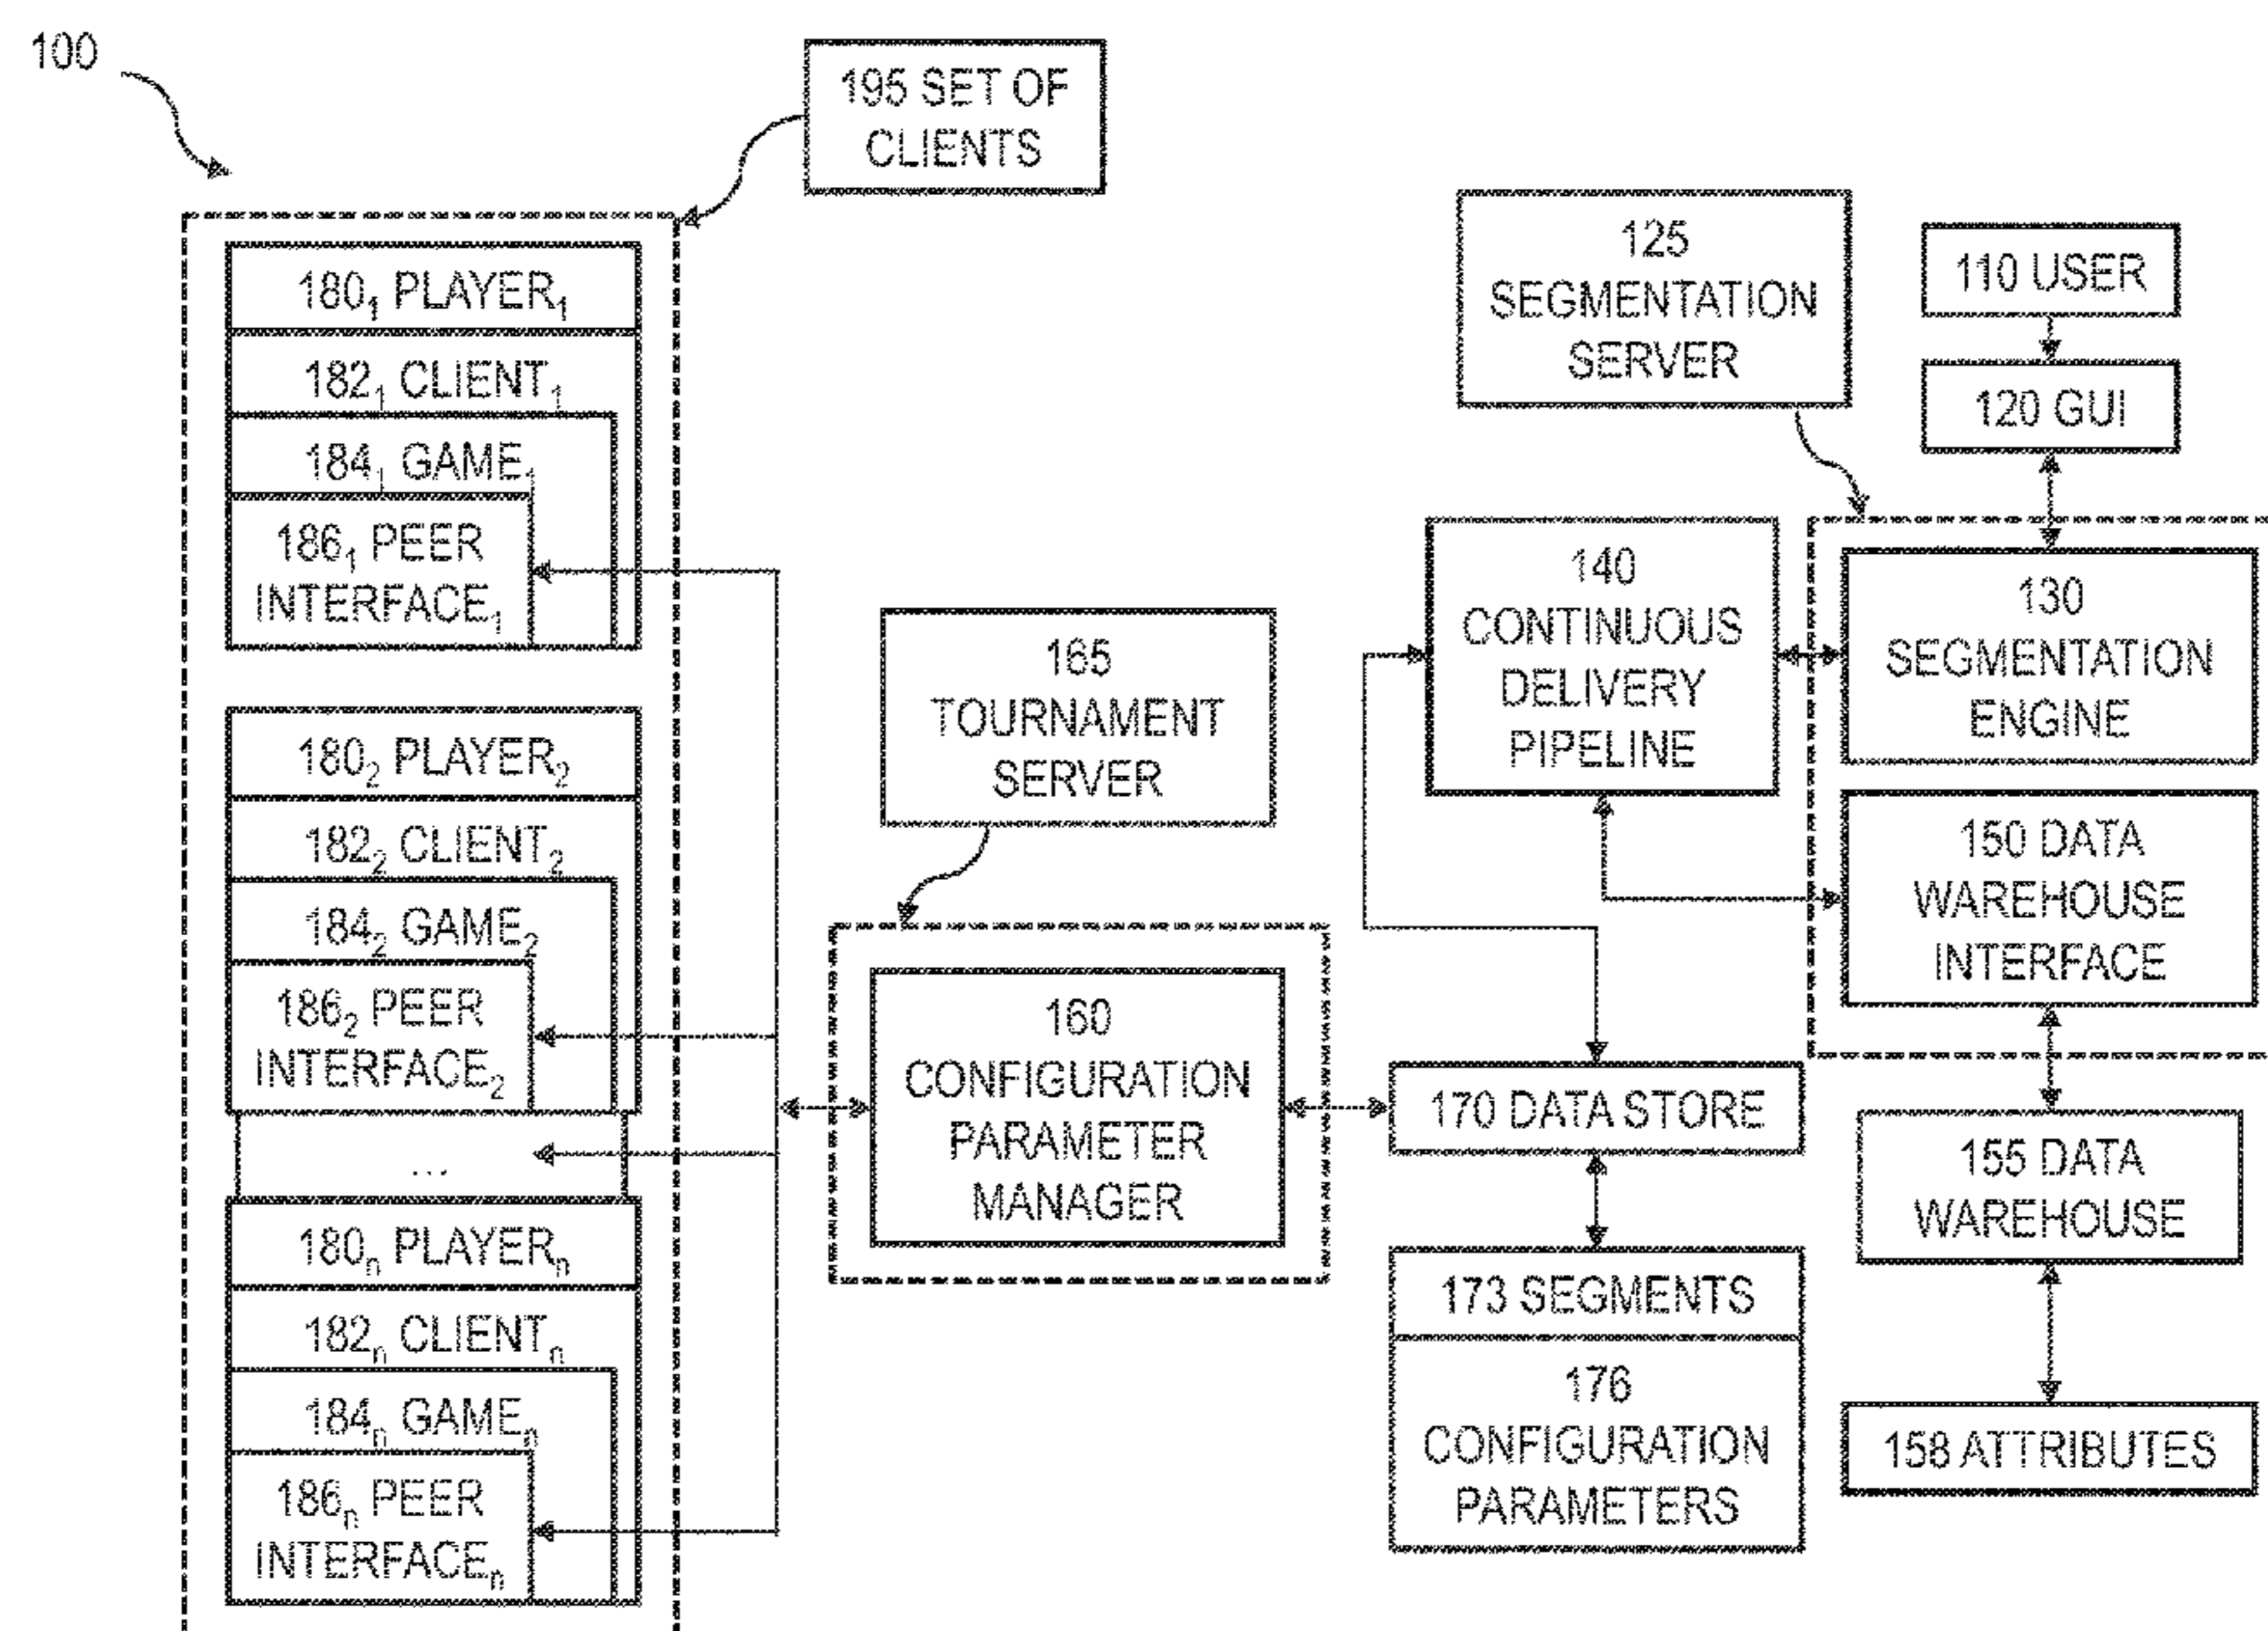 100
195 SET OF
CLIENTS
180₁ PLAYER₁
182₁ CLIENT₁
184₁ GAME₁
186₁ PEER
INTERFACE₁
180₂ PLAYER₂
182₂ CLIENT₂
184₂ GAME₂
186₂ PEER
INTERFACE₂
...
180ₙ PLAYERₙ
182ₙ CLIENTₙ
184ₙ GAMEₙ
186ₙ PEER
INTERFACEₙ
165
TOURNAMENT
SERVER
160
CONFIGURATION
PARAMETER
MANAGER
125
SEGMENTATION
SERVER
110 USER
120 GUI
140
CONTINUOUS
DELIVERY
PIPELINE
130
SEGMENTATION
ENGINE
150 DATA
WAREHOUSE
INTERFACE
170 DATA STORE
155 DATA
WAREHOUSE
173 SEGMENTS
176
CONFIGURATION
PARAMETERS
158 ATTRIBUTES